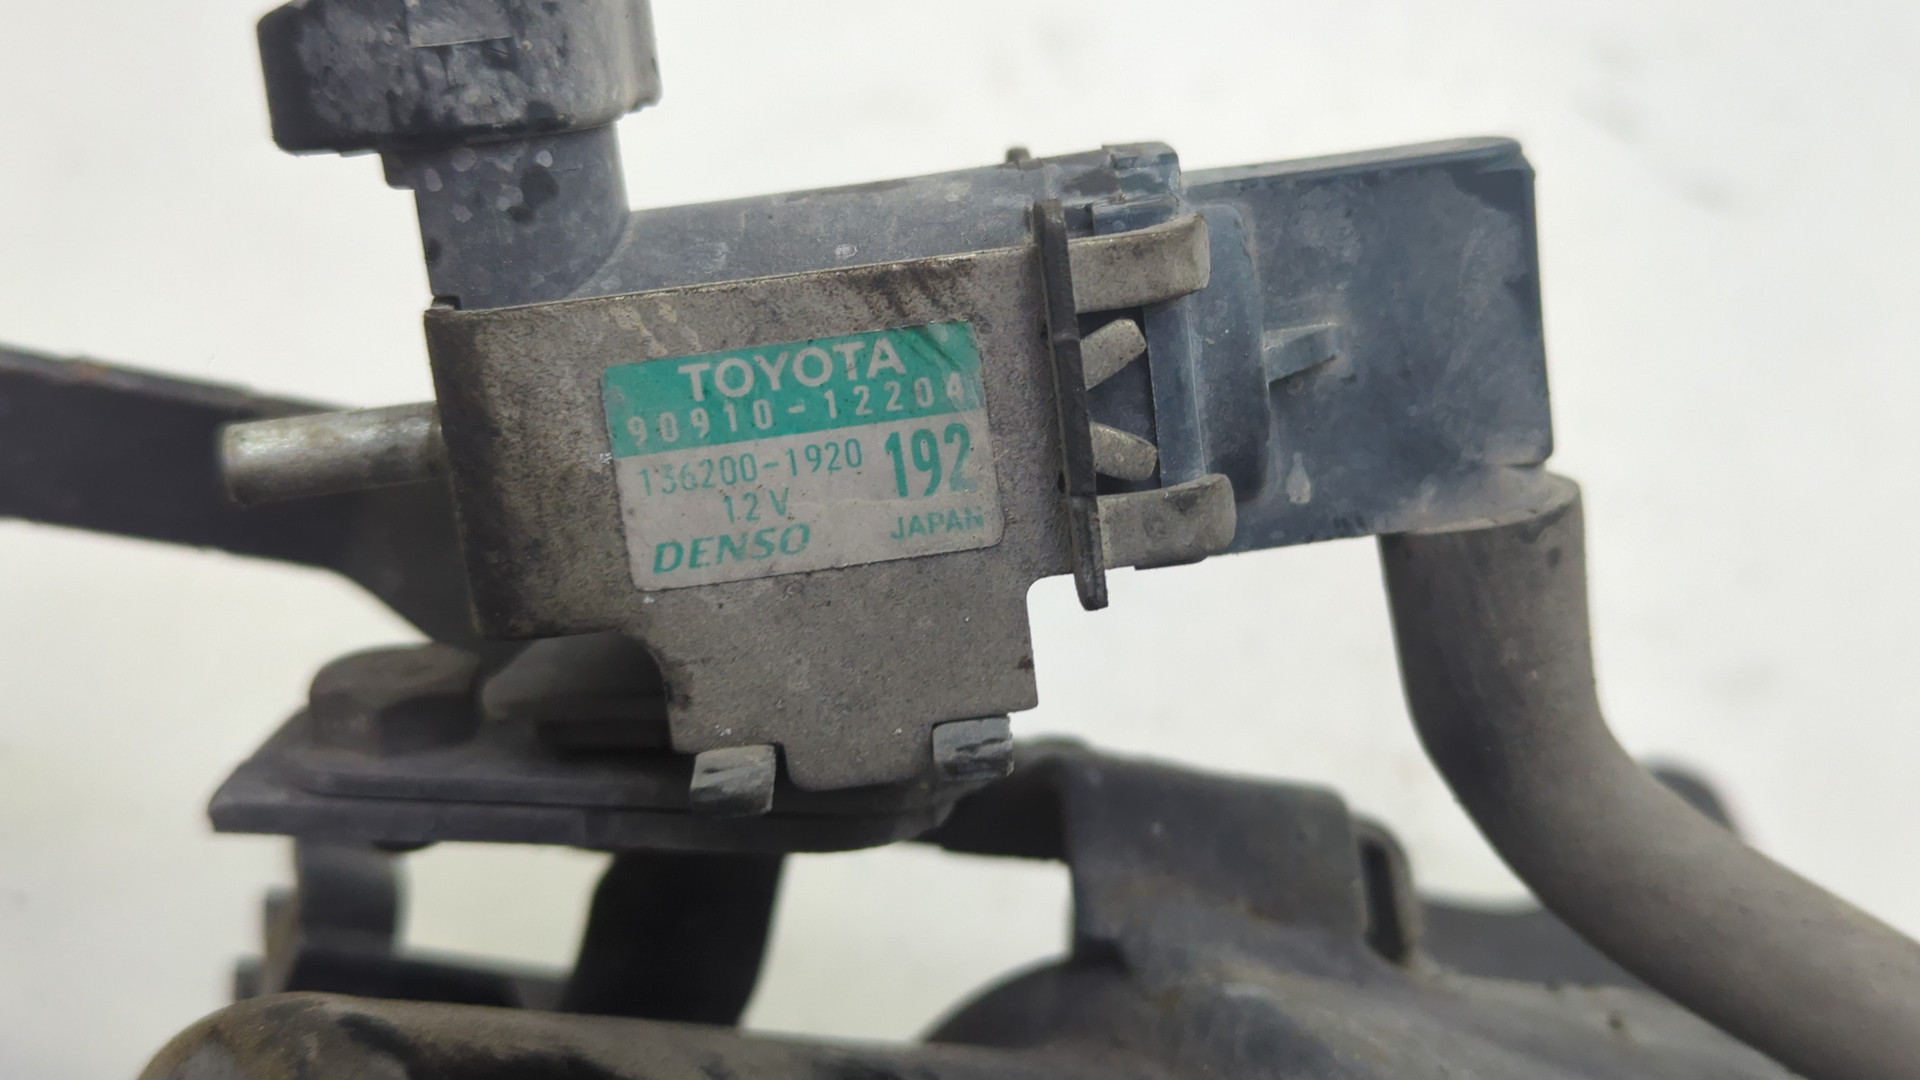 TOYOTA
90910-12204
136200-1920 192
12V
DENSO JAPAN